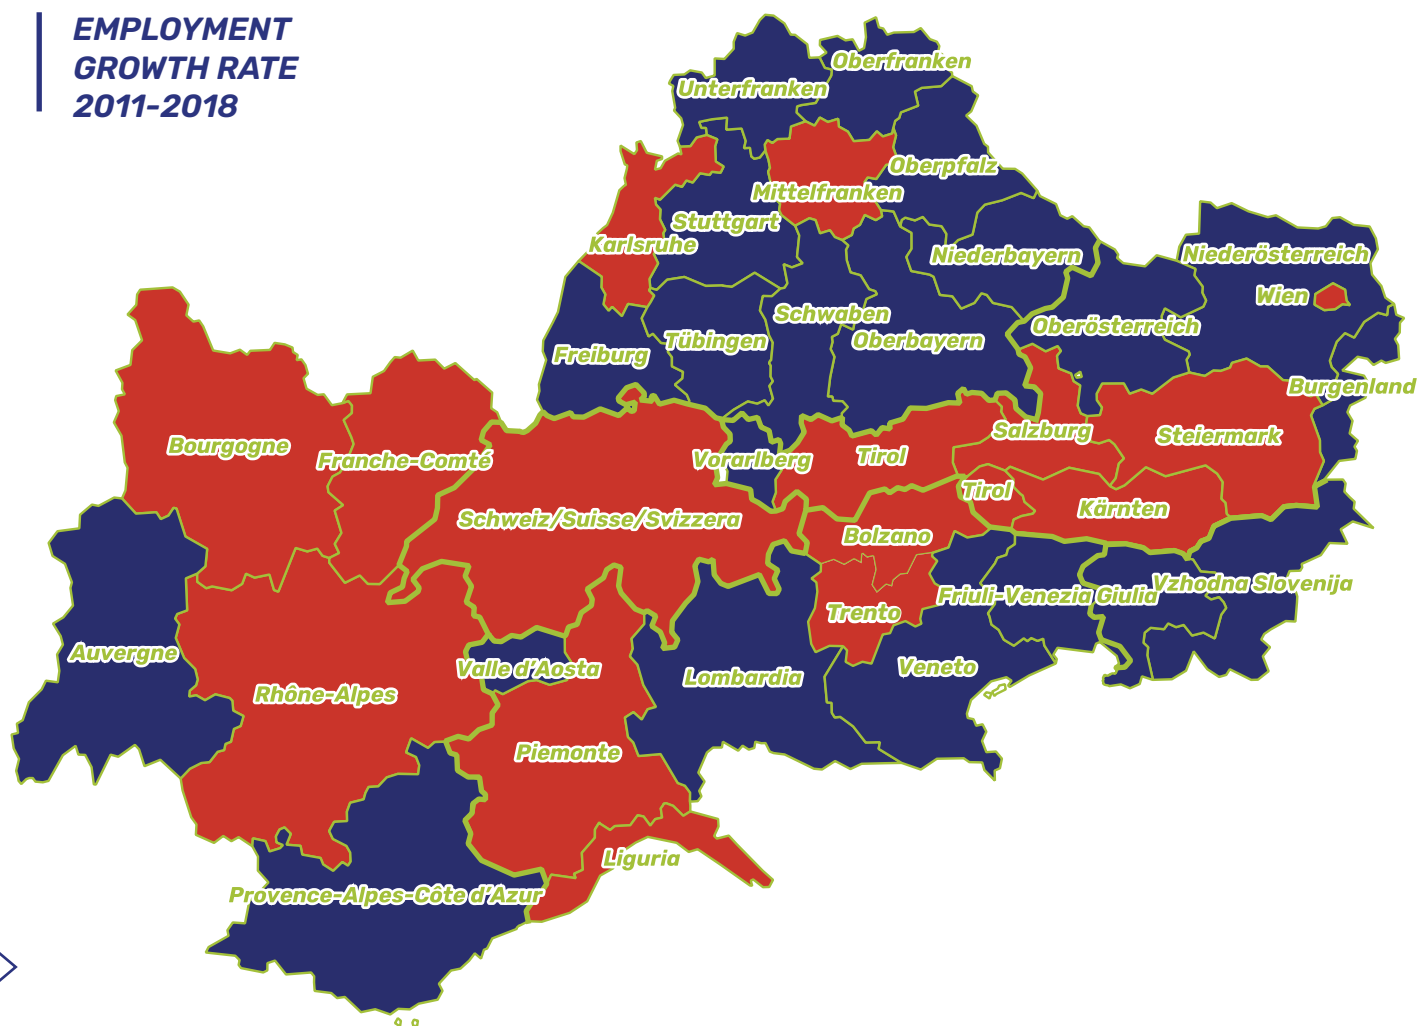 EMPLOYMENT
GROWTH RATE
2011-2018
Oberfranken
Unterfranken
Oberpfalz
Mittelfranken
Stuttgart
Karlsruhe
Niederbayern
Niederösterreich
Wien
Schwaben
Oberösterreich
Tübingen
Oberbayern
Freiburg
Burgenland
Salzburg
Steiermark
Bourgogne
Franche-Comté
Vorarlberg
Tirol
Tirol
Kärnten
Schweiz/Suisse/Svizzera
Bolzano
Vzhodna Slovenija
Friuli-Venezia Giulia
Trento
Auvergne
Valle d'Aosta
Lombardia
Veneto
Rhône-Alpes
Piemonte
Liguria
Provence-Alpes-Côte d'Azur